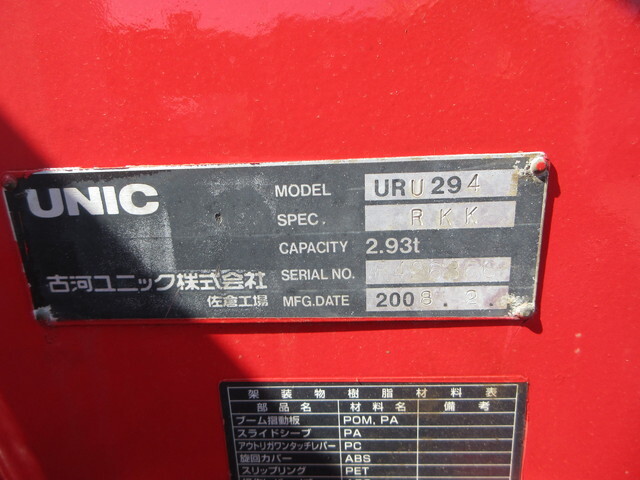 UNIC
MODEL URU294
SPEC. RKK
CAPACITY 2.93t
SERIAL NO.
古河ユニック株式会社
佐倉工場
MFG.DATE 2008.3.
架装物樹脂材料表
部品名 材料名 備考
ブーム摺動板 POM, PA
スライドシーブ PA
アウトリガワンタッチレバー PC
旋回カバー ABS
スリップリング PET